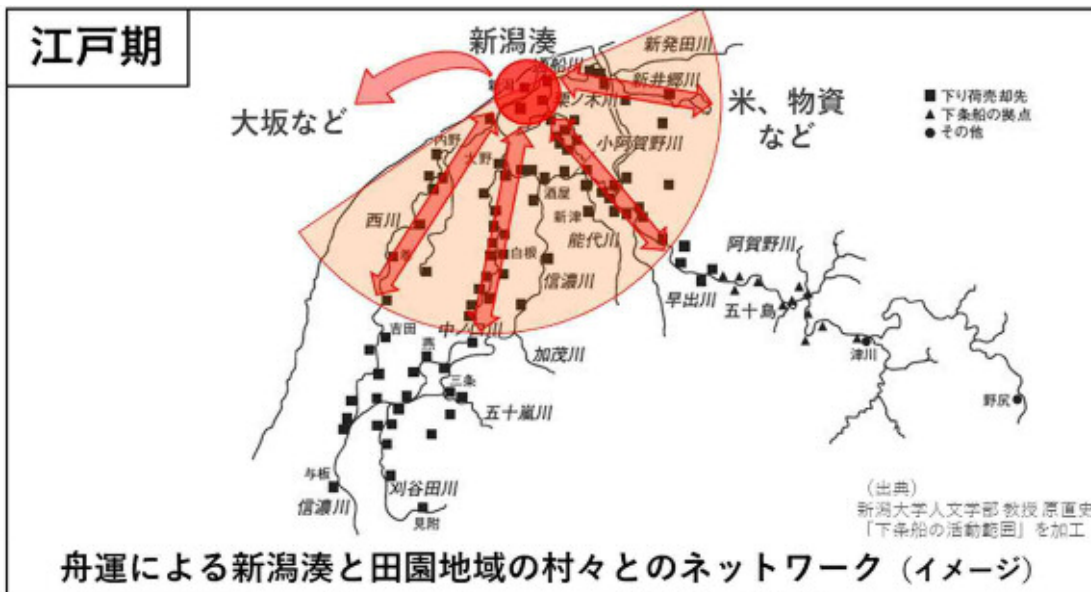 江戸期
新潟湊
新発田川
通船川
新井郷川
栗ノ木川
大坂など
米、物資
など
■下り荷売却先
▲下条船の拠点
●その他
内野
大野
小阿賀野川
酒屋
西川
新津
能代川
白根
阿賀野川
信濃川
早出川
五十島
吉田
中ノ口川
燕
加茂川
津川
三条
野尻
五十嵐川
与板
刈谷田川
信濃川
見附
（出典）
新潟大学人文学部 教授 原直史
「下条船の活動範囲」を加工
舟運による新潟湊と田園地域の村々とのネットワーク（イメージ）